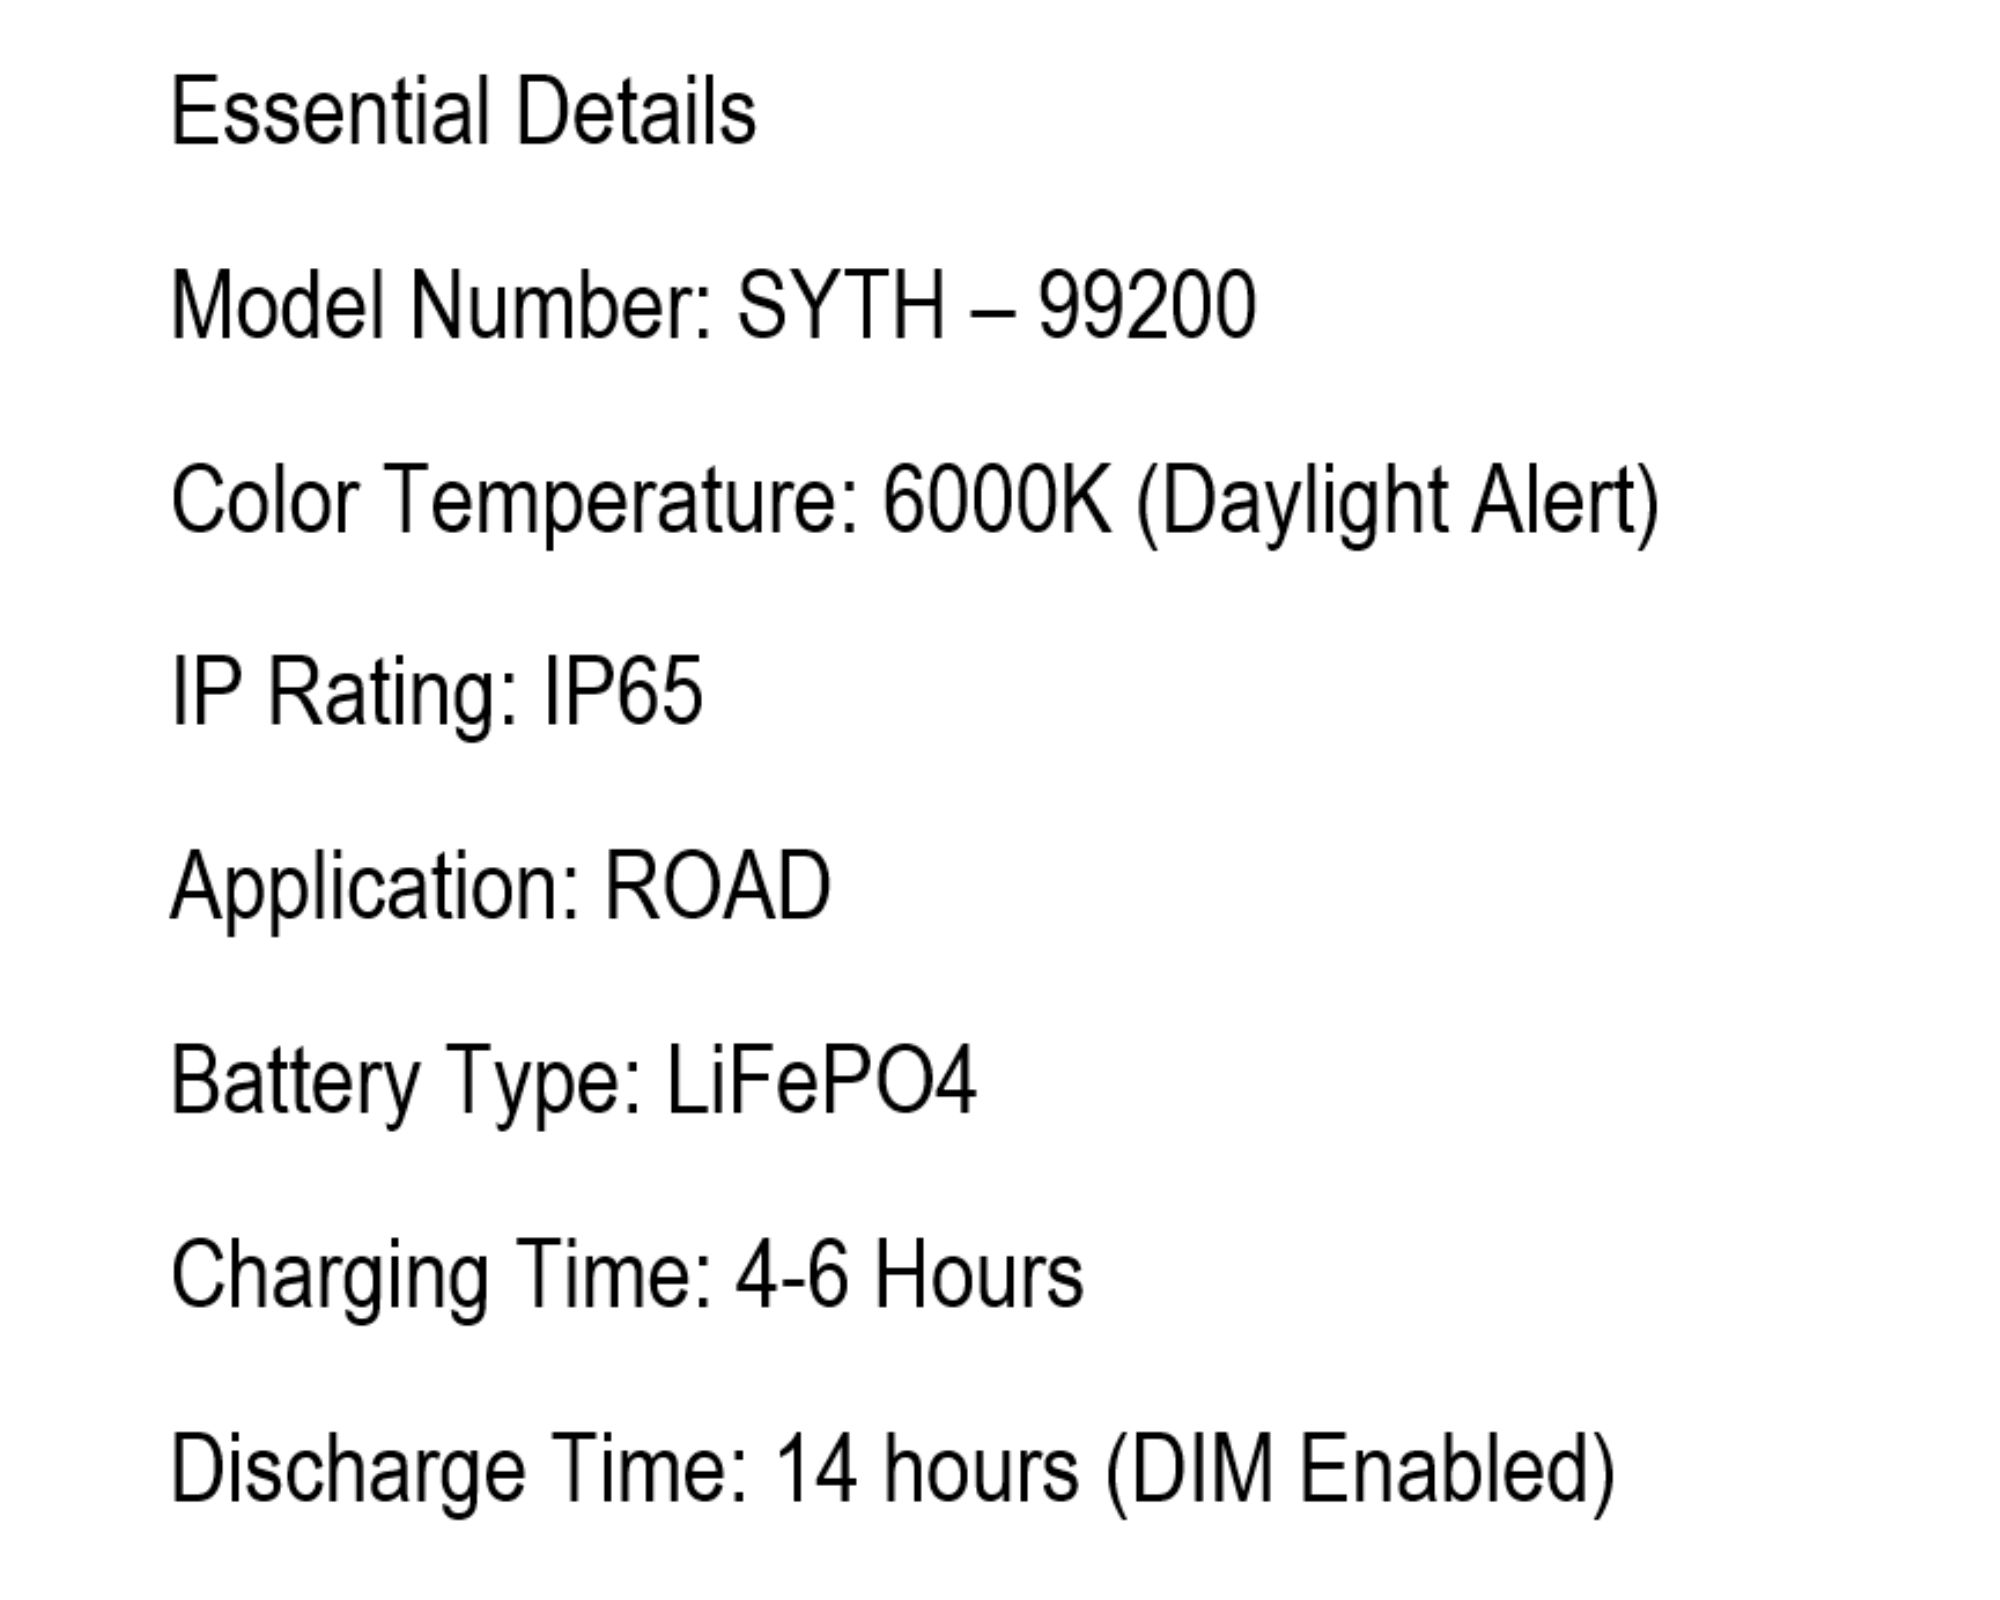 Essential Details
Model Number: SYTH – 99200
Color Temperature: 6000K (Daylight Alert)
IP Rating: IP65
Application: ROAD
Battery Type: LiFePO4
Charging Time: 4-6 Hours
Discharge Time: 14 hours (DIM Enabled)